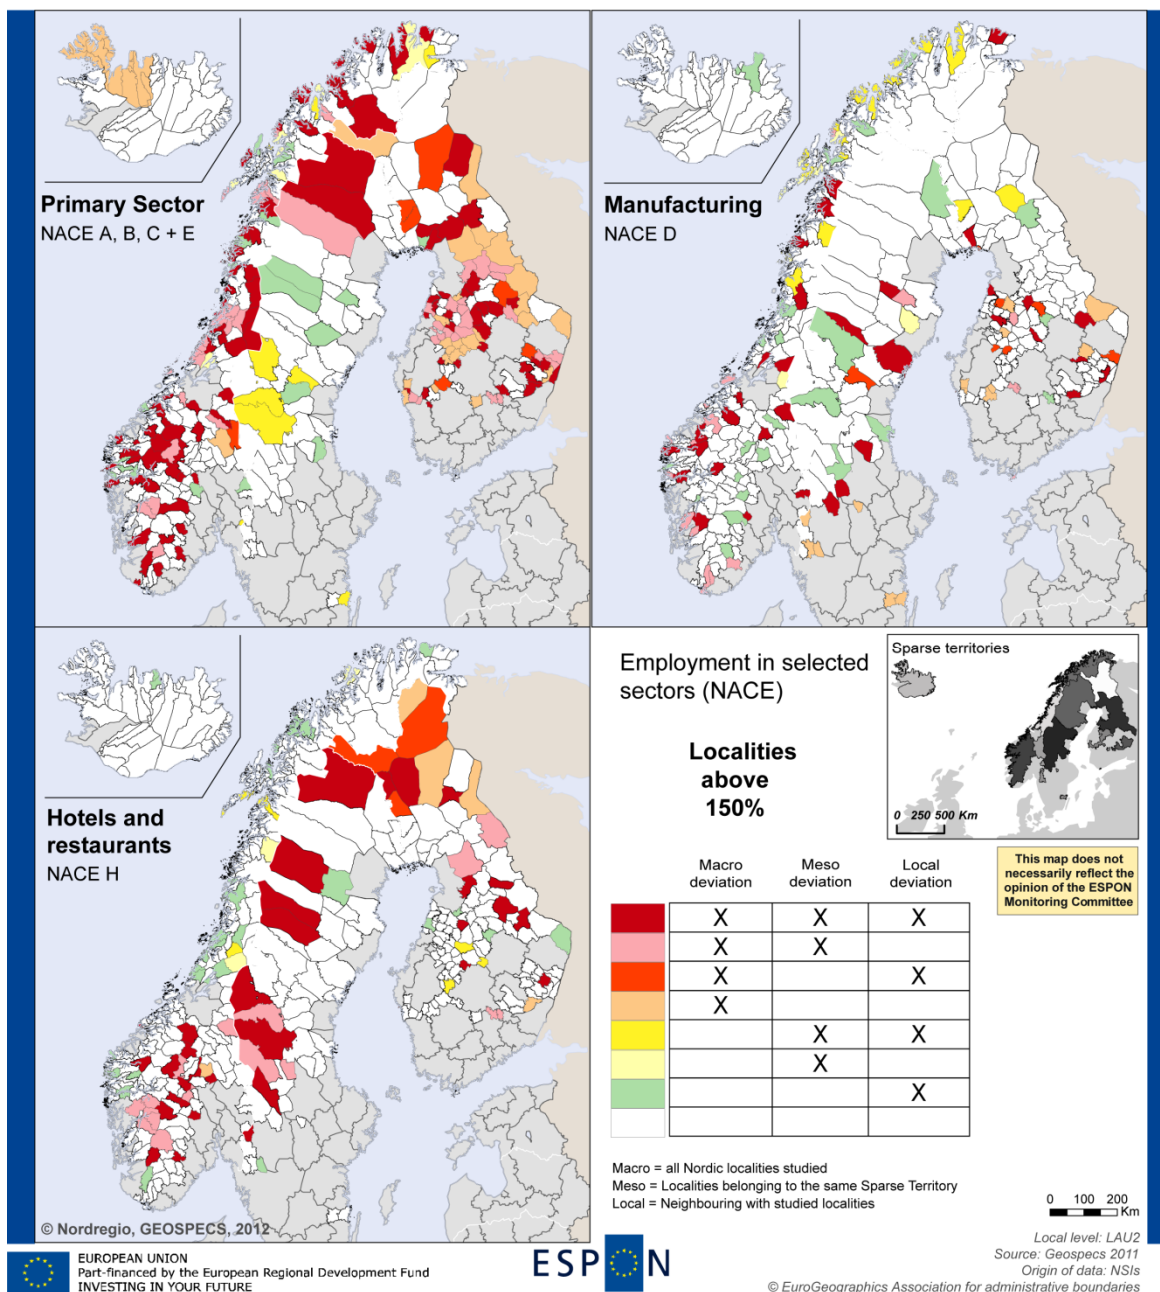 Primary Sector
NACE A, B, C + E
Manufacturing
NACE D
Hotels and
restaurants
NACE H
© Nordregio, GEOSPECS, 2012
Employment in selected
sectors (NACE)
Localities
above
150%
Sparse territories
0 250 500 Km
This map does not
necessarily reflect the
opinion of the ESPON
Monitoring Committee
Macro deviation Meso deviation Local deviation
X X X
X X
X X
X
X X
X
X
Macro = all Nordic localities studied
Meso = Localities belonging to the same Sparse Territory
Local = Neighbouring with studied localities
0 100 200
Km
Local level: LAU2
Source: Geospecs 2011
Origin of data: NSIs
© EuroGeographics Association for administrative boundaries
EUROPEAN UNION
Part-financed by the European Regional Development Fund
INVESTING IN YOUR FUTURE
ESPON